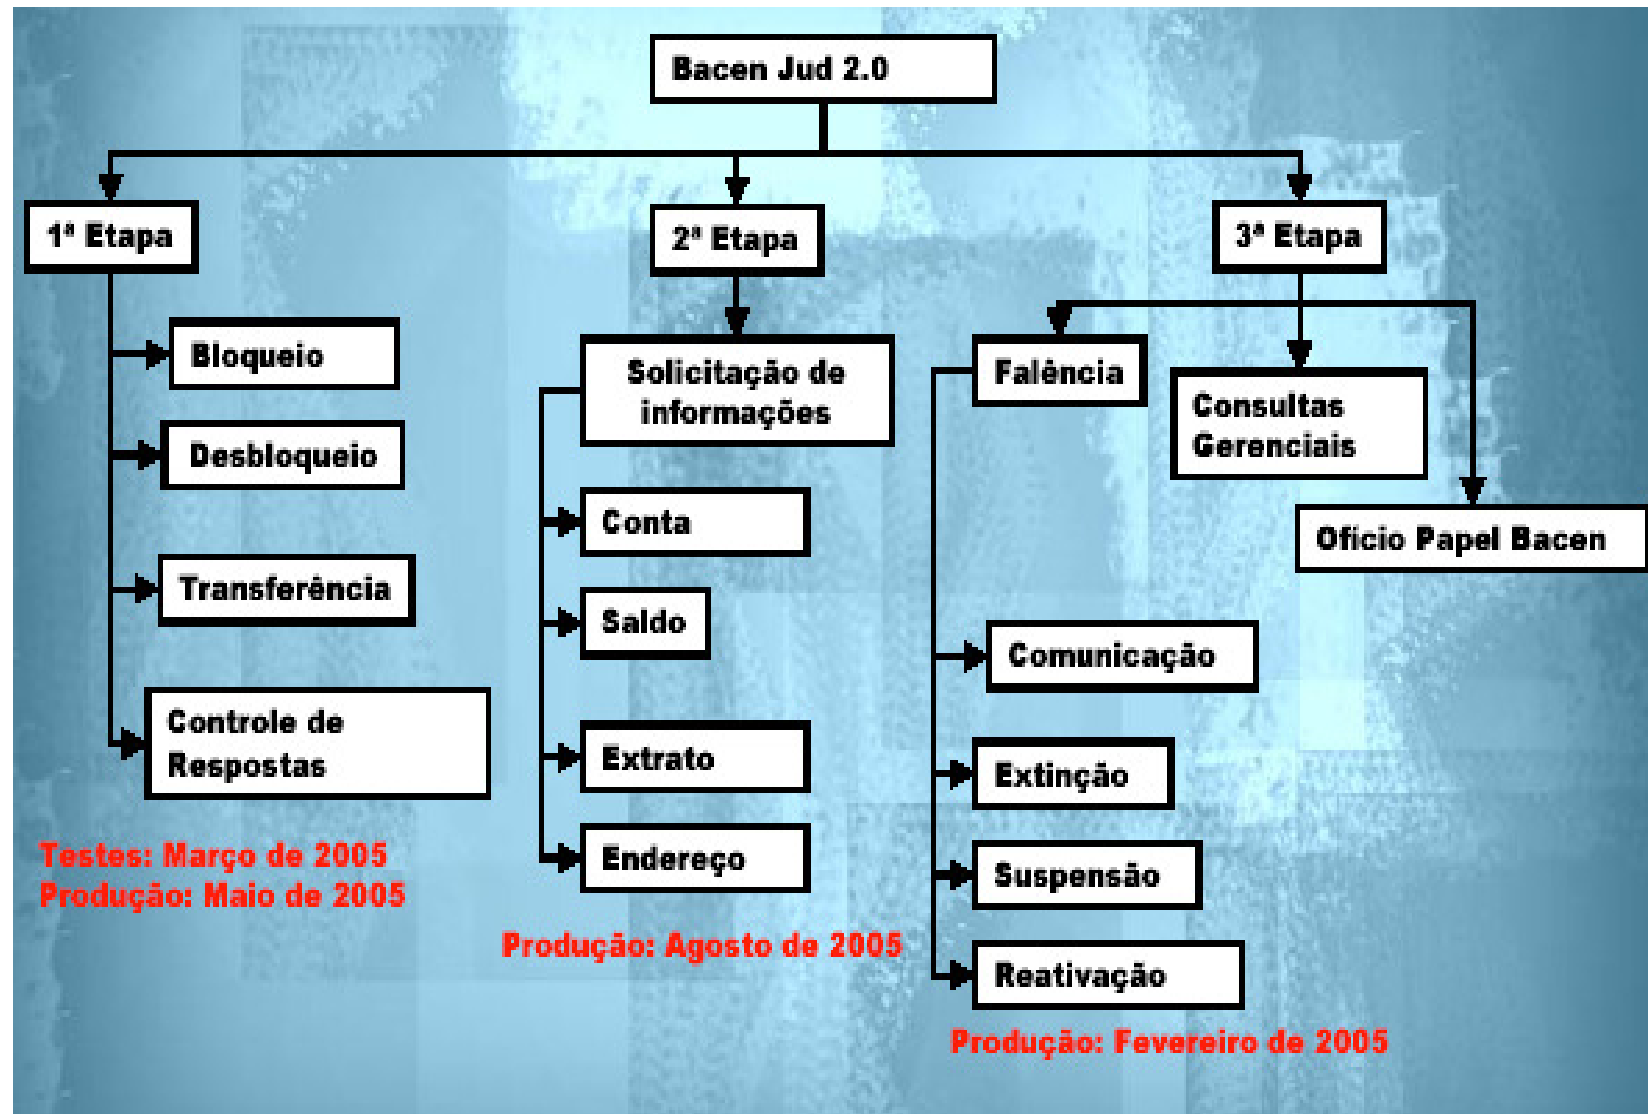 Bacen Jud 2.0
1ª Etapa
Bloqueio
Desbloqueio
Transferência
Controle de
Respostas
Testes: Março de 2005
Produção: Maio de 2005
2ª Etapa
Solicitação de
informações
Conta
Saldo
Extrato
Endereço
Produção: Agosto de 2005
3ª Etapa
Falência
Consultas
Gerenciais
Ofício Papel Bacen
Comunicação
Extinção
Suspensão
Reativação
Produção: Fevereiro de 2005